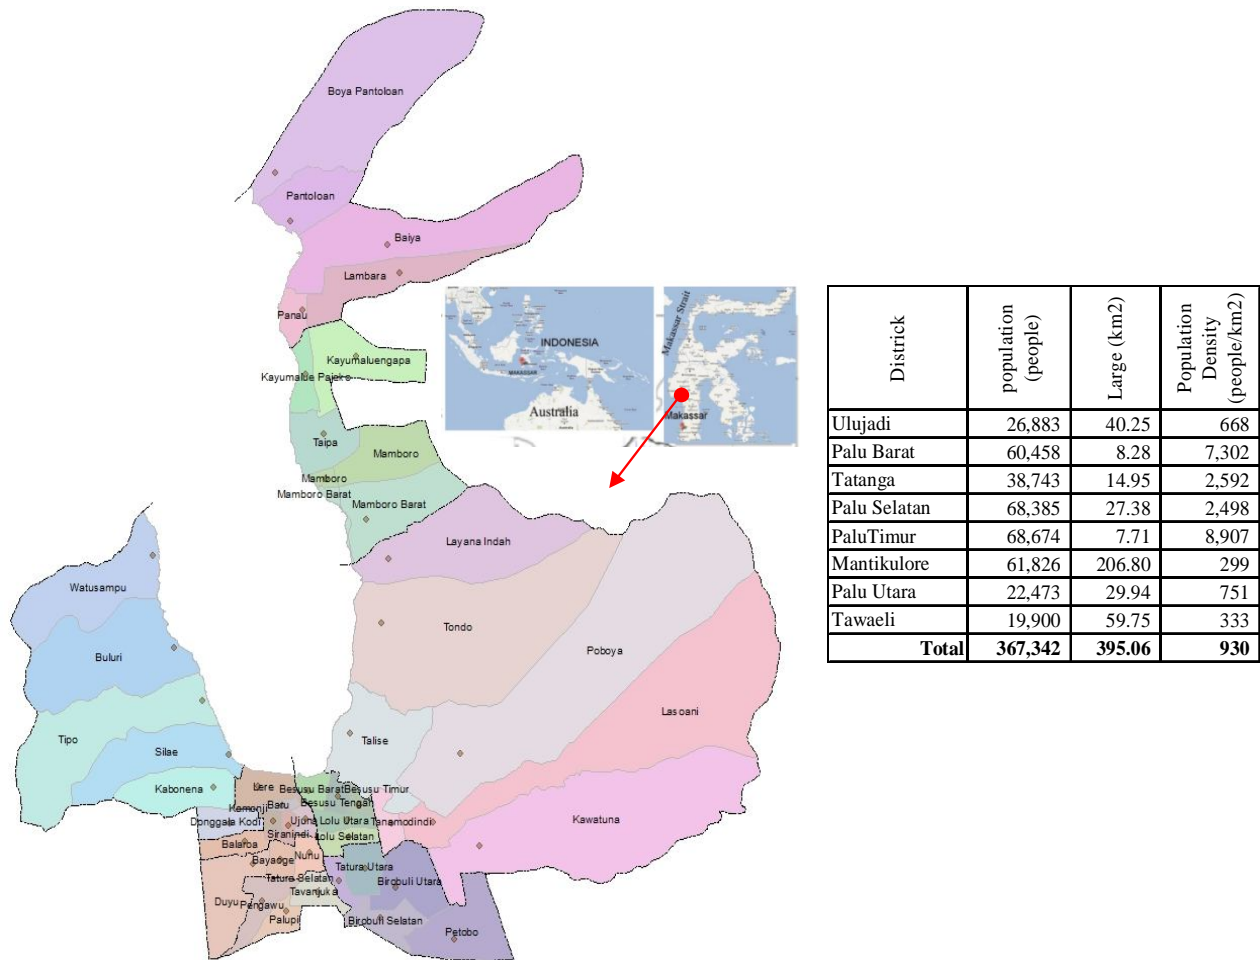 Boya Pantoloan
Pantoloan
Baiya
Lambara
Panau
Kayumaluengapa
Kayumalue Pajeko
Taipa
Mamboro
Mamboro
Mamboro Barat
Mamboro Barat
Layana Indah
Watusampu
Buluri
Tondo
Poboya
Lasoani
Tipo
Silae
Talise
Kabonena
Lere
Besusu Barat
Besusu Timur
Kemonji
Baru
Besusu Tengah
Donggala Kodi
Ujuna
Lolu Utara
Tanamodindi
Kawatuna
Siranindi
Lolu Selatan
Balaroa
Bayaoge
Nunu
Tatura Utara
Tatura Selatan
Birobuli Utara
Duyu
Tavanjuka
Pengawu
Palupi
Birobuli Selatan
Petobo
INDONESIA
MAKASSAR
Australia
Makassar Strait
Makassar
Districk population (people) Large (km2) Population Density (people/km2)
Ulujadi 26,883 40.25 668
Palu Barat 60,458 8.28 7,302
Tatanga 38,743 14.95 2,592
Palu Selatan 68,385 27.38 2,498
PaluTimur 68,674 7.71 8,907
Mantikulore 61,826 206.80 299
Palu Utara 22,473 29.94 751
Tawaeli 19,900 59.75 333
Total 367,342 395.06 930